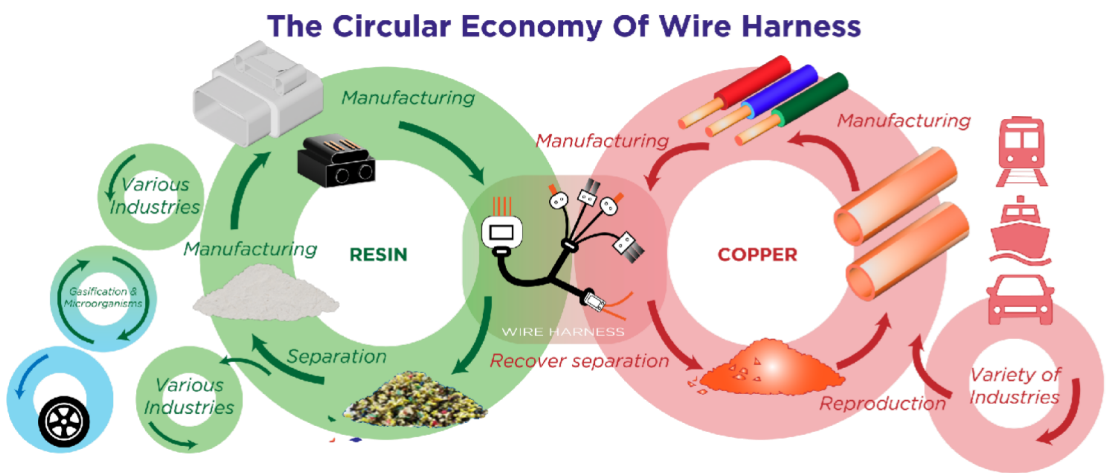 The Circular Economy Of Wire Harness
Manufacturing
Manufacturing
Manufacturing
Various
Industries
Manufacturing
RESIN
COPPER
Gasification &
Microorganisms
WIRE HARNESS
Separation
Recover separation
Various
Industries
Reproduction
Variety of
Industries